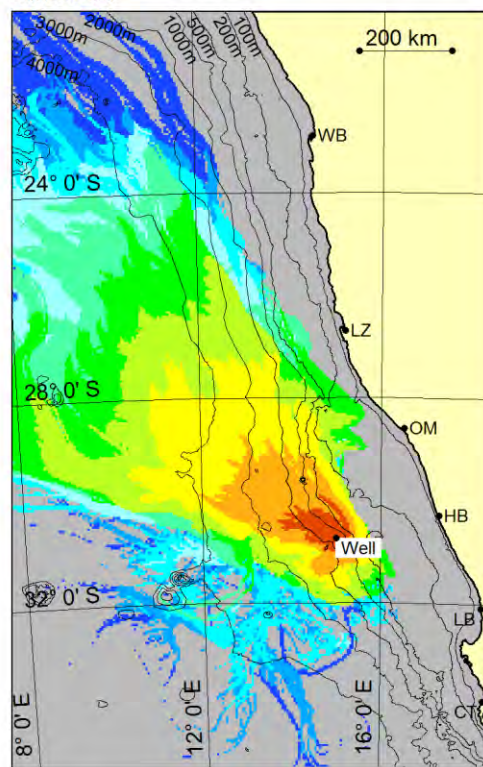 3000m
2000m
1000m
500m
200m
100m
4000m
200 km
WB
24° 0' S
LZ
28° 0' S
OM
HB
Well
32° 0' S
LB
8° 0' E
12° 0' E
16° 0' E
CT